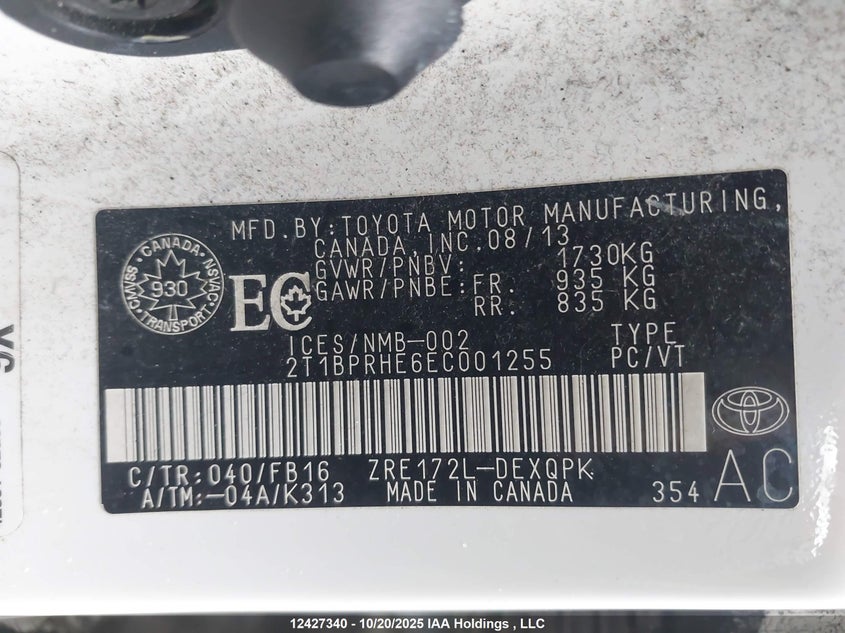 MFD.BY:TOYOTA MOTOR MANUFACTURING,
CANADA,INC.08/13
GVWR/PNBV: 1730KG
GAWR/PNBE:FR. 935 KG
RR. 835 KG
CANADA
930
TRANSPORT
NSVAC
CMVSS
EC
ICES/NMB-002
2T1BPRHE6EC001255
TYPE
PC/VT
C/TR:040/FB16 ZRE172L-DEXQPK
A/TM:-04A/K313 MADE IN CANADA
354 AC
12427340 - 10/20/2025 IAA Holdings , LLC